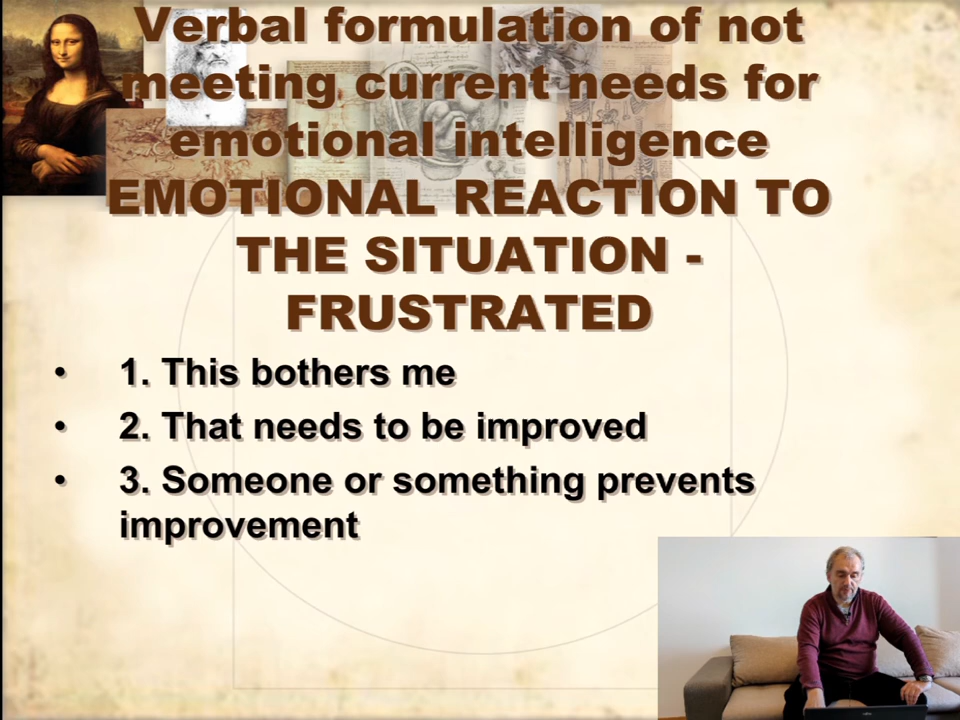 Verbal formulation of not
meeting current needs for
emotional intelligence
EMOTIONAL REACTION TO
THE SITUATION -
FRUSTRATED
• 1. This bothers me
• 2. That needs to be improved
• 3. Someone or something prevents
improvement